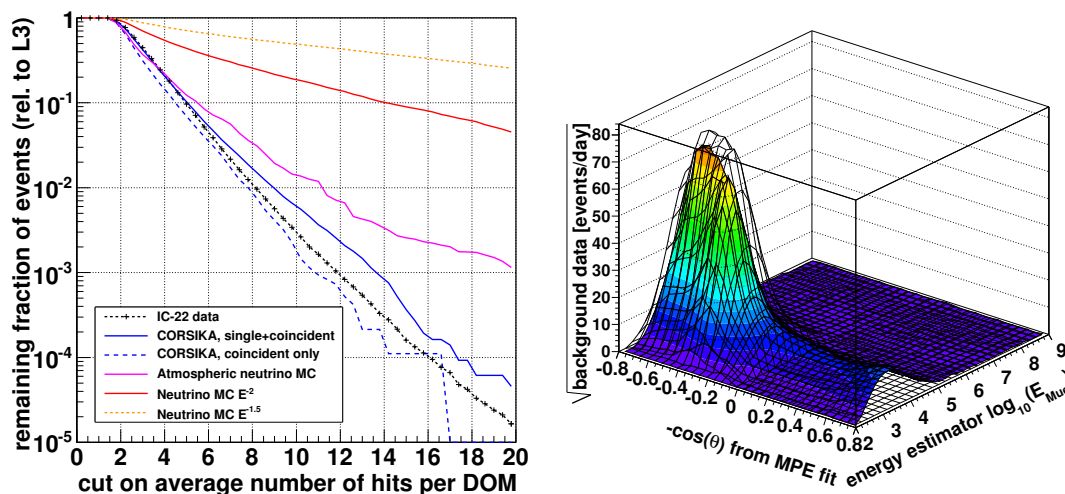 remaining fraction of events (rel. to L3)
1
10-1
10-2
10-3
10-4
10-5
IC-22 data
CORSIKA, single+coincident
CORSIKA, coincident only
Atmospheric neutrino MC
Neutrino MC E-2
Neutrino MC E-1.5
0 2 4 6 8 10 12 14 16 18 20
cut on average number of hits per DOM
√background data [events/day]
80
70
60
50
40
30
20
10
0
-0.8 -0.6 -0.4 -0.2 0 0.2 0.4 0.6 0.8
-cos(θ) from MPE fit
2 3 4 5 6 7 8 9
energy estimator log10(EMue)